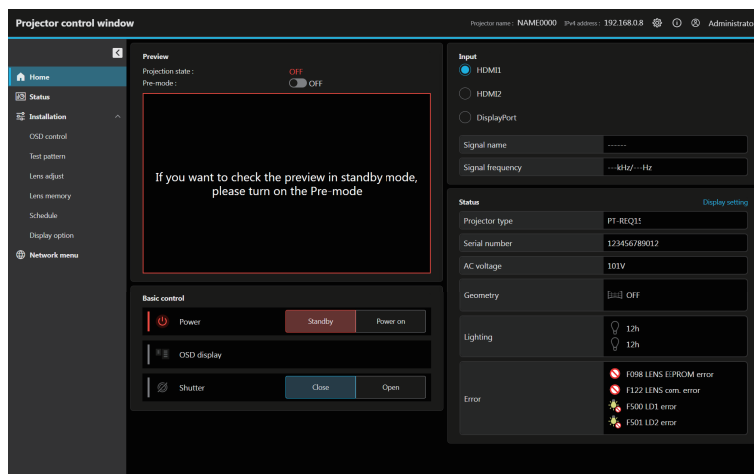 Projector control window
Projector name : NAME0000 IPv4 address : 192.168.0.8 Administrato
Home
Status
Installation
OSD control
Test pattern
Lens adjust
Lens memory
Schedule
Display option
Network menu
Preview
Projection state : OFF
Pre-mode : OFF
If you want to check the preview in standby mode,
please turn on the Pre-mode
Basic control
Power Standby Power on
OSD display
Shutter Close Open
Input
HDMI1
HDMI2
DisplayPort
Signal name ------
Signal frequency ---kHz/---Hz
Status Display setting
Projector type PT-REQ15
Serial number 123456789012
AC voltage 101V
Geometry OFF
Lighting
12h
12h
Error
F098 LENS EEPROM error
F122 LENS com. error
F500 LD1 error
F501 LD2 error